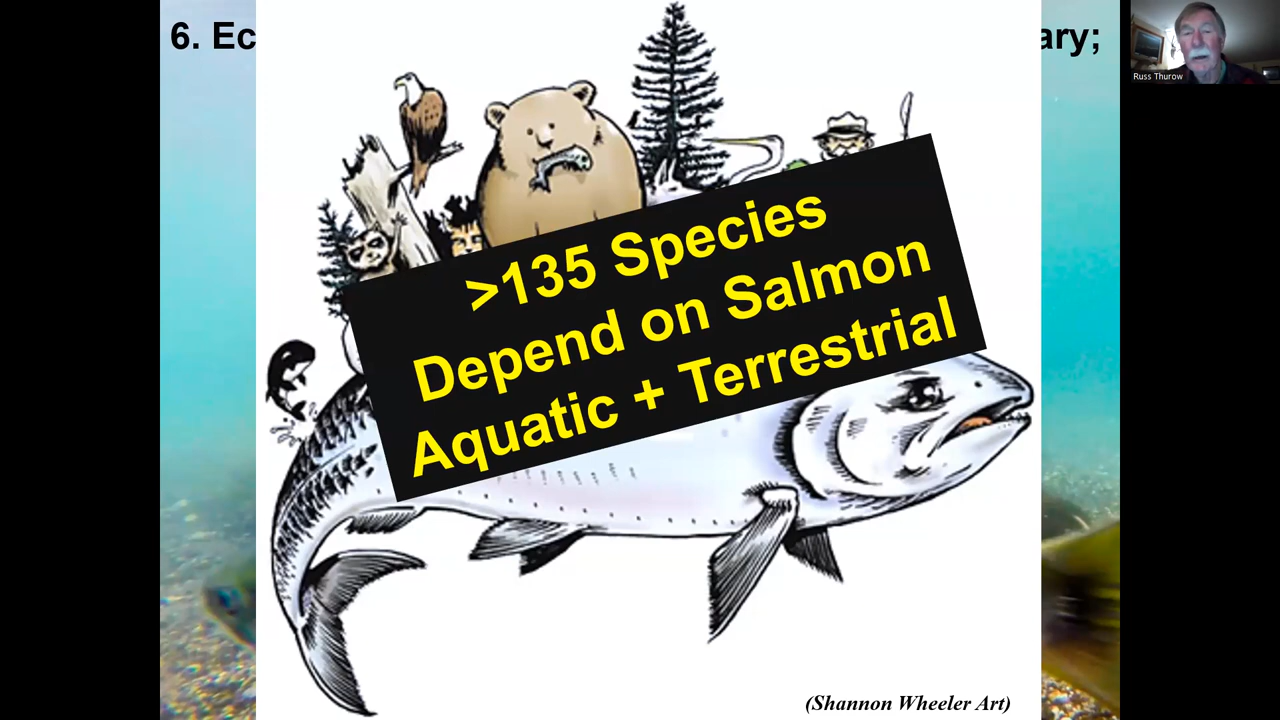 6. Ec
ary;
Russ Thurow
>135 Species
Depend on Salmon
Aquatic + Terrestrial
(Shannon Wheeler Art)